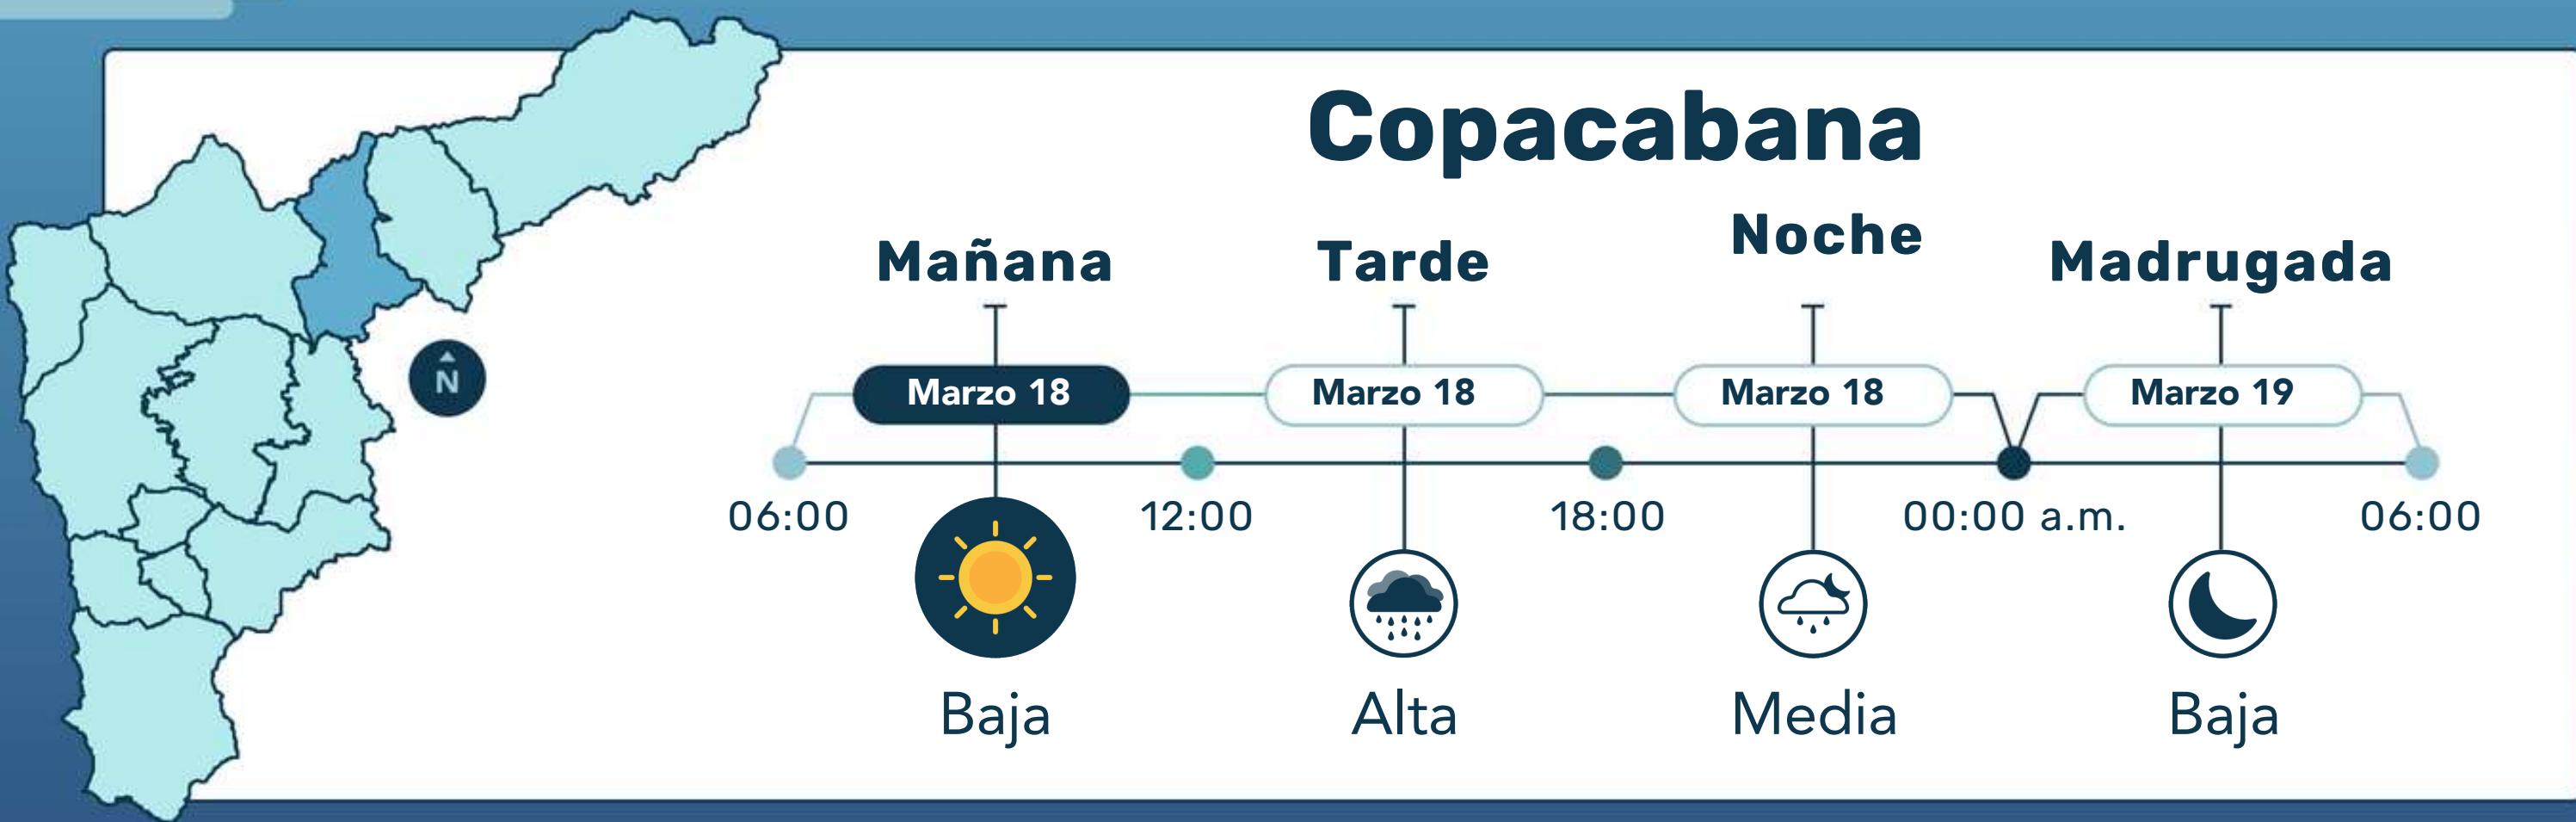 Copacabana
Mañana
Tarde
Noche
Madrugada
Marzo 18
Marzo 18
Marzo 18
Marzo 19
N
06:00
12:00
18:00
00:00 a.m.
06:00
Baja
Alta
Media
Baja